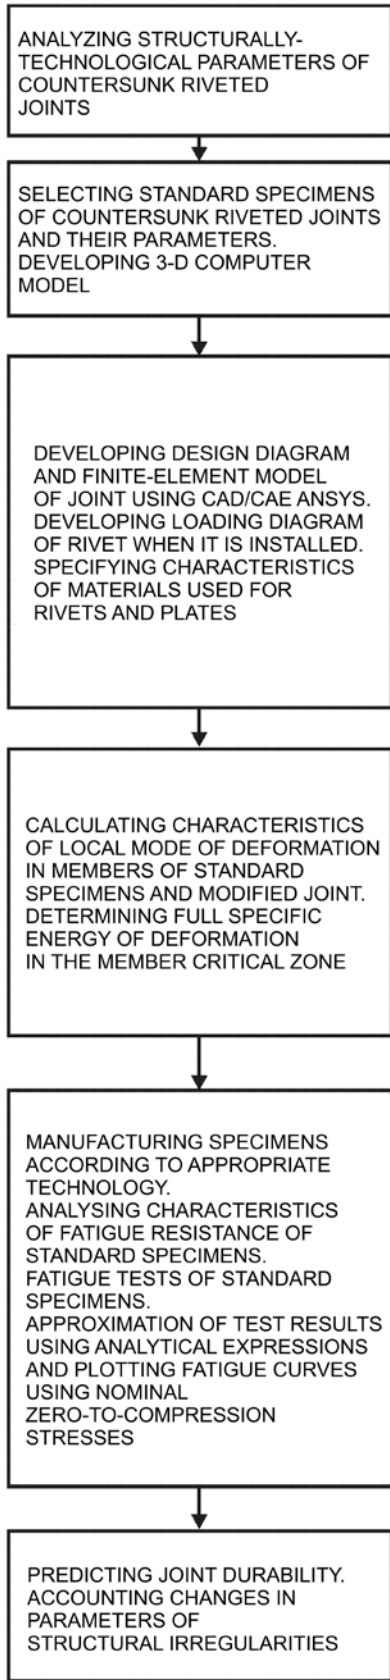 ANALYZING STRUCTURALLY-
TECHNOLOGICAL PARAMETERS OF
COUNTERSUNK RIVETED
JOINTS
SELECTING STANDARD SPECIMENS
OF COUNTERSUNK RIVETED JOINTS
AND THEIR PARAMETERS.
DEVELOPING 3-D COMPUTER
MODEL
DEVELOPING DESIGN DIAGRAM
AND FINITE-ELEMENT MODEL
OF JOINT USING CAD/CAE ANSYS.
DEVELOPING LOADING DIAGRAM
OF RIVET WHEN IT IS INSTALLED.
SPECIFYING CHARACTERISTICS
OF MATERIALS USED FOR
RIVETS AND PLATES
CALCULATING CHARACTERISTICS
OF LOCAL MODE OF DEFORMATION
IN MEMBERS OF STANDARD
SPECIMENS AND MODIFIED JOINT.
DETERMINING FULL SPECIFIC
ENERGY OF DEFORMATION
IN THE MEMBER CRITICAL ZONE
MANUFACTURING SPECIMENS
ACCORDING TO APPROPRIATE
TECHNOLOGY.
ANALYSING CHARACTERISTICS
OF FATIGUE RESISTANCE OF
STANDARD SPECIMENS.
FATIGUE TESTS OF STANDARD
SPECIMENS.
APPROXIMATION OF TEST RESULTS
USING ANALYTICAL EXPRESSIONS
AND PLOTTING FATIGUE CURVES
USING NOMINAL
ZERO-TO-COMPRESSION
STRESSES
PREDICTING JOINT DURABILITY.
ACCOUNTING CHANGES IN
PARAMETERS OF
STRUCTURAL IRREGULARITIES